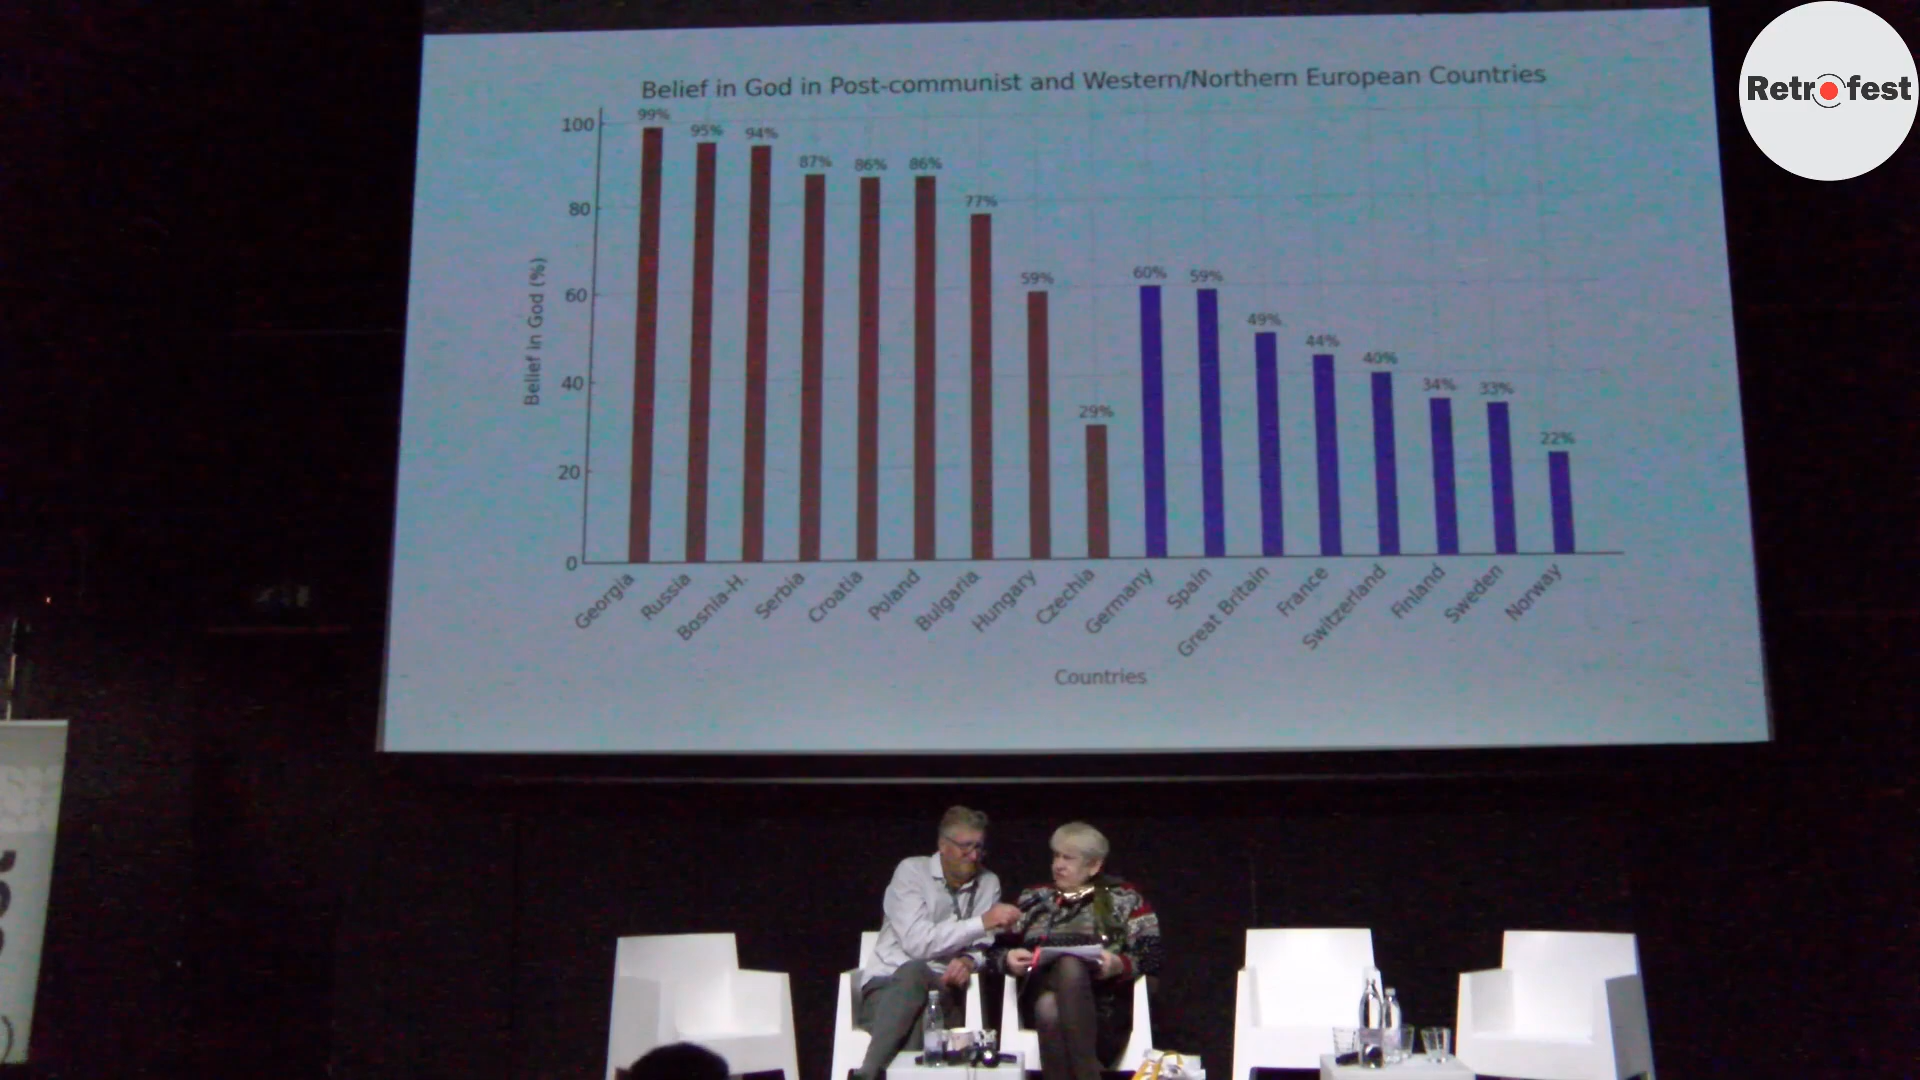 Retrofest
Belief in God in Post-communist and Western/Northern European Countries
99%
95%
94%
87%
86%
86%
77%
59%
29%
60%
59%
49%
44%
40%
34%
33%
22%
100
80
60
40
20
0
Belief in God (%)
Georgia
Russia
Bosnia-H.
Serbia
Croatia
Poland
Bulgaria
Hungary
Czechia
Germany
Spain
Great Britain
France
Switzerland
Finland
Sweden
Norway
Countries